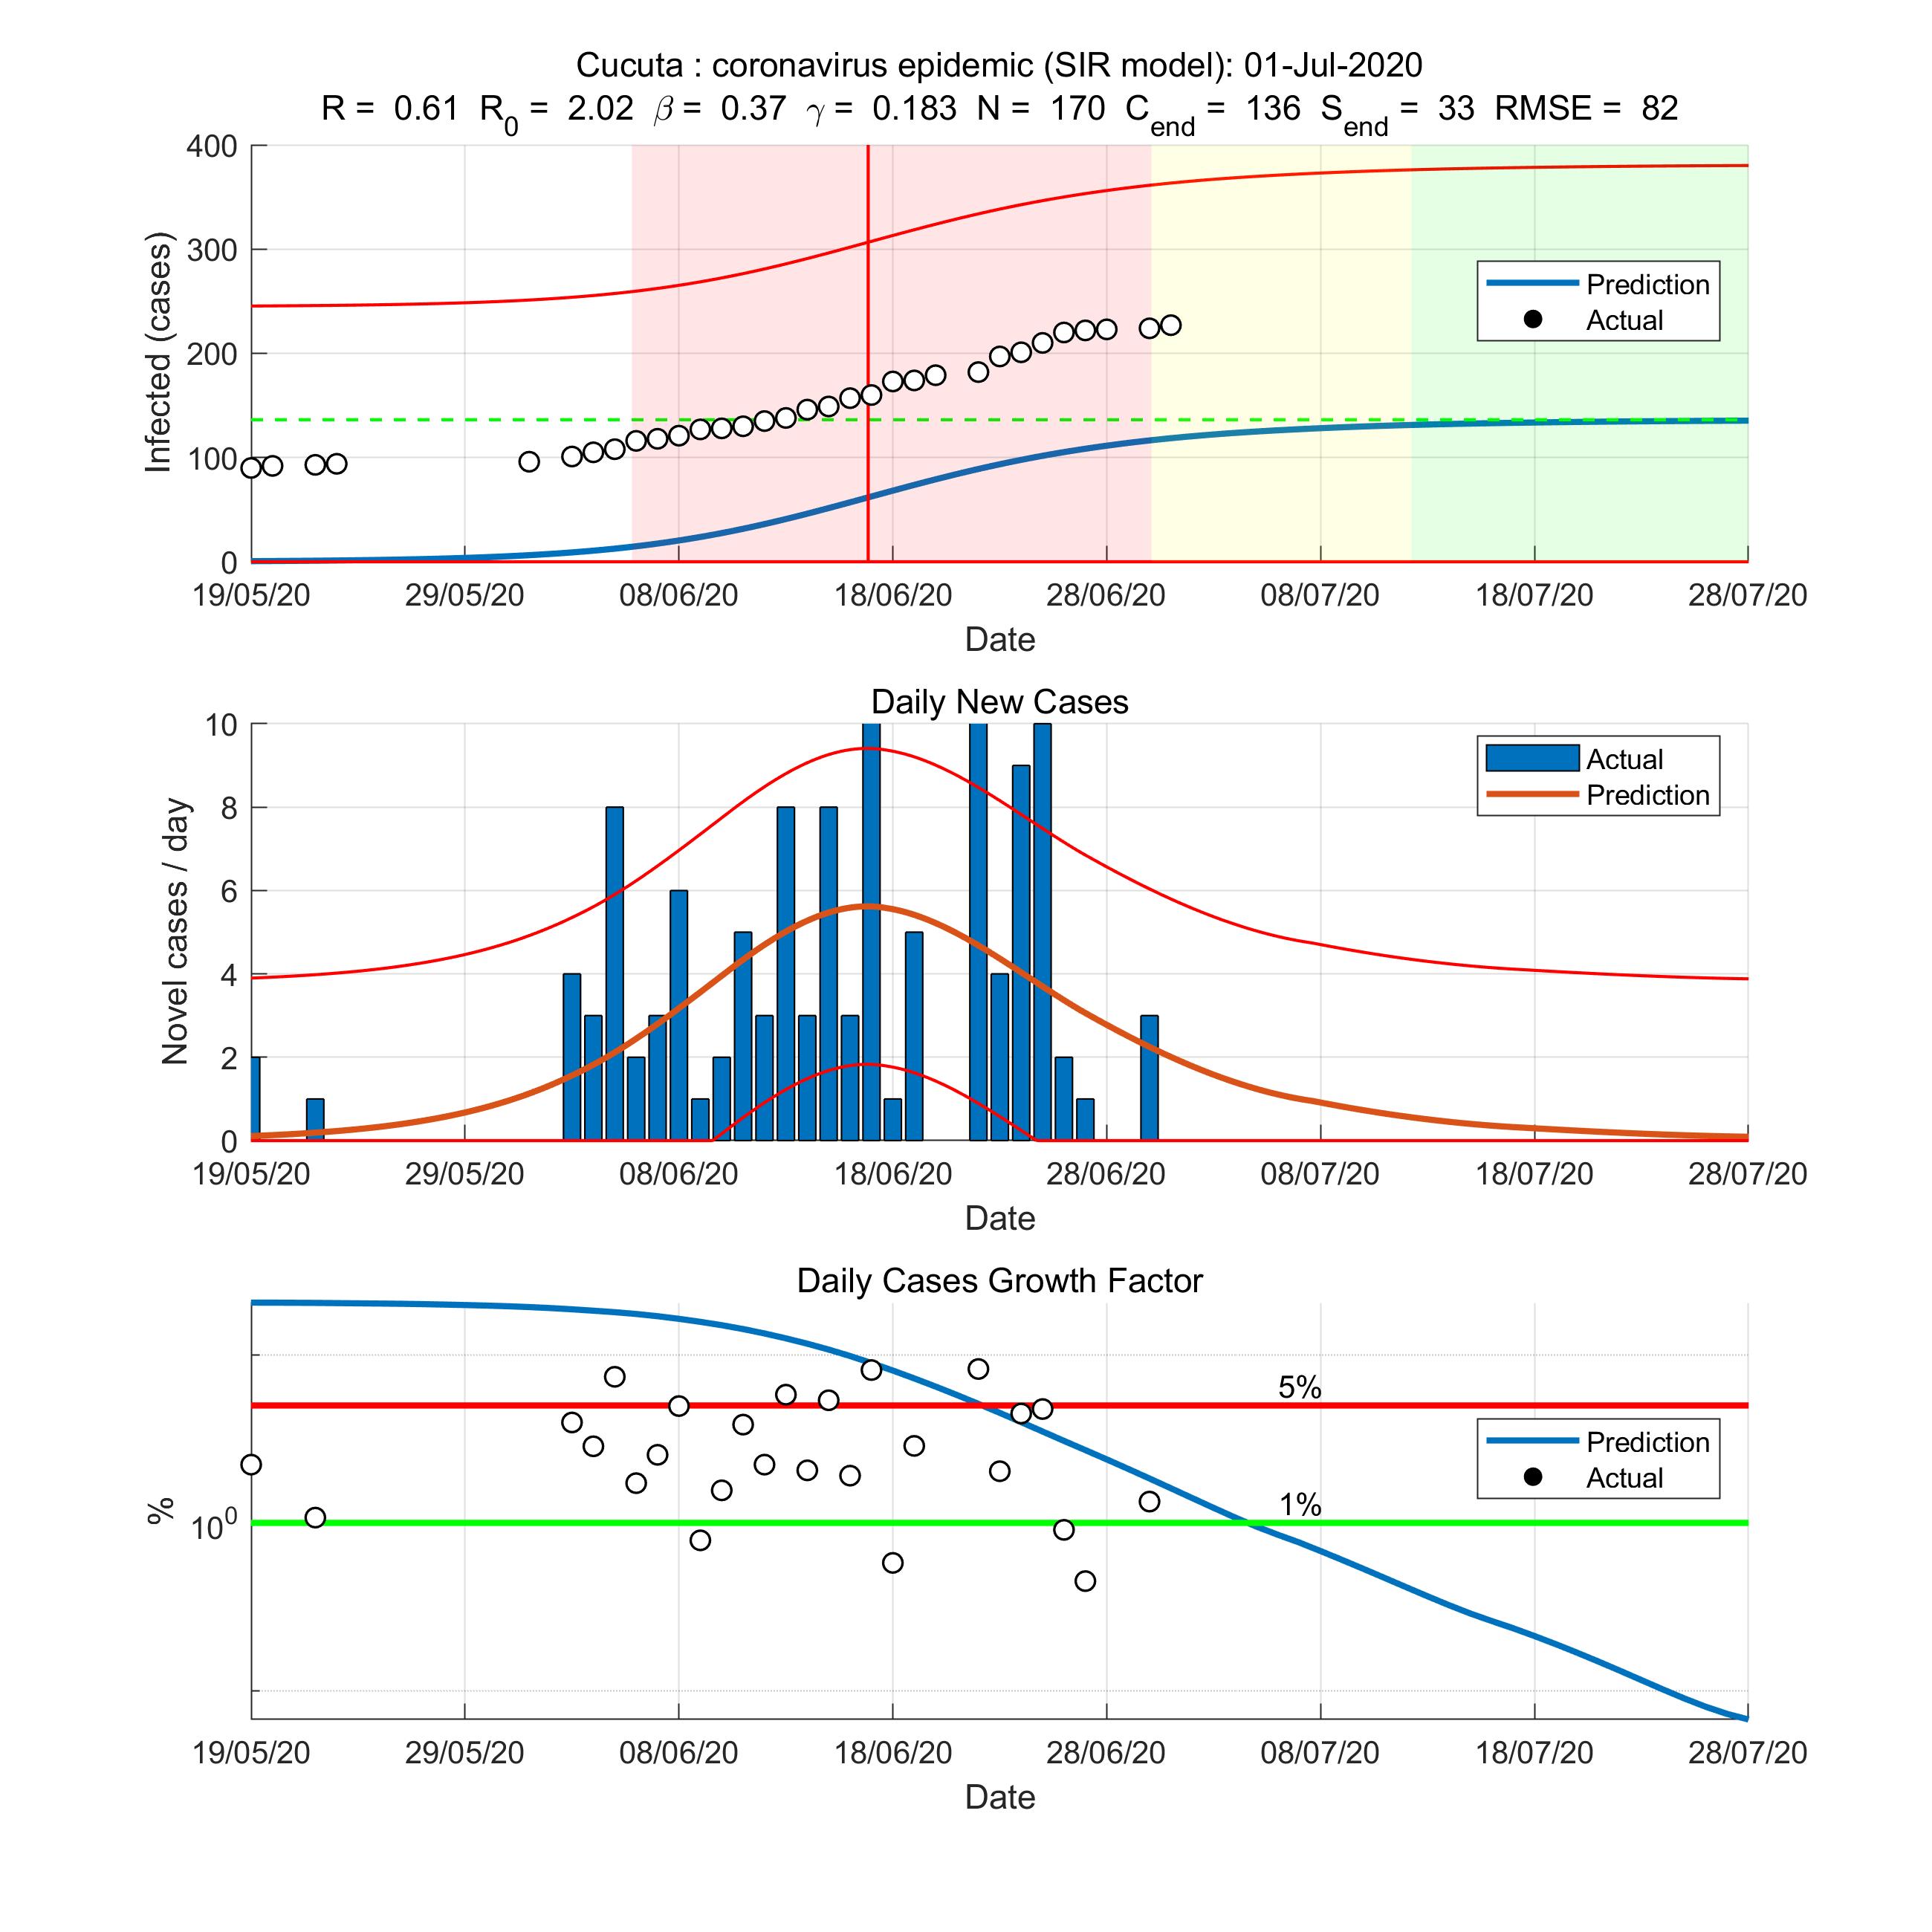 Cucuta : coronavirus epidemic (SIR model): 01-Jul-2020
R = 0.61 R0 = 2.02 β = 0.37 γ = 0.183 N = 170 Cend = 136 Send = 33 RMSE = 82
400
300
200
100
0
Infected (cases)
Prediction
Actual
19/05/20 29/05/20 08/06/20 18/06/20 28/06/20 08/07/20 18/07/20 28/07/20
Date
Daily New Cases
10
8
6
4
2
0
Novel cases / day
Actual
Prediction
19/05/20 29/05/20 08/06/20 18/06/20 28/06/20 08/07/20 18/07/20 28/07/20
Date
Daily Cases Growth Factor
5%
Prediction
Actual
1%
%
10^0
19/05/20 29/05/20 08/06/20 18/06/20 28/06/20 08/07/20 18/07/20 28/07/20
Date